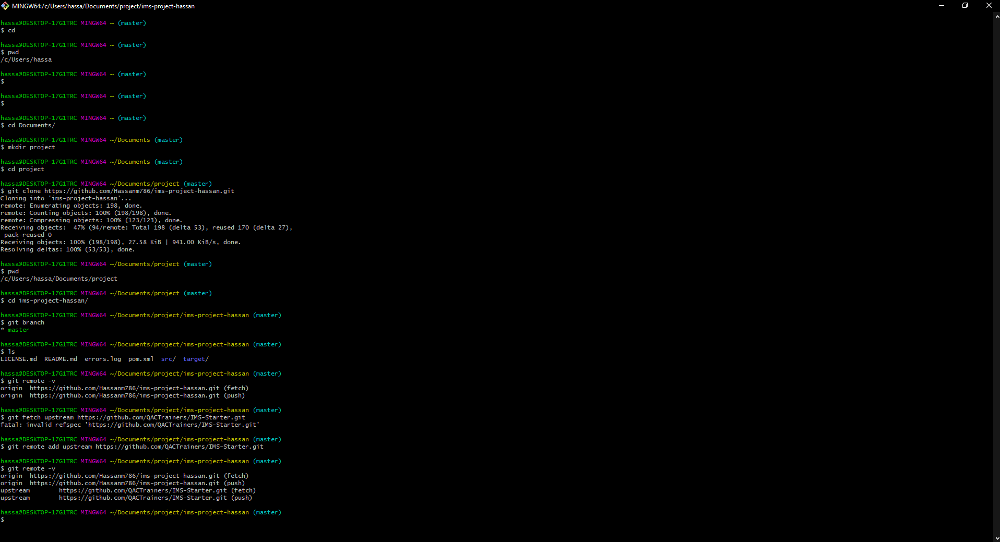 MINGW64:/c/Users/hassa/Documents/project/ims-project-hassan
hassa@DESKTOP-17G1TRC MINGW64 ~ (master)
$ cd
hassa@DESKTOP-17G1TRC MINGW64 ~ (master)
$ pwd
/c/Users/hassa
hassa@DESKTOP-17G1TRC MINGW64 ~ (master)
$
hassa@DESKTOP-17G1TRC MINGW64 ~ (master)
$
hassa@DESKTOP-17G1TRC MINGW64 ~ (master)
$ cd Documents/
hassa@DESKTOP-17G1TRC MINGW64 ~/Documents (master)
$ mkdir project
hassa@DESKTOP-17G1TRC MINGW64 ~/Documents (master)
$ cd project
hassa@DESKTOP-17G1TRC MINGW64 ~/Documents/project (master)
$ git clone https://github.com/Hassanm786/ims-project-hassan.git
Cloning into 'ims-project-hassan'...
remote: Enumerating objects: 198, done.
remote: Counting objects: 100% (198/198), done.
remote: Compressing objects: 100% (123/123), done.
Receiving objects:  47% (94/remote: Total 198 (delta 53), reused 170 (delta 27),
 pack-reused 0
Receiving objects: 100% (198/198), 27.58 KiB | 941.00 KiB/s, done.
Resolving deltas: 100% (53/53), done.
hassa@DESKTOP-17G1TRC MINGW64 ~/Documents/project (master)
$ pwd
/c/Users/hassa/Documents/project
hassa@DESKTOP-17G1TRC MINGW64 ~/Documents/project (master)
$ cd ims-project-hassan/
hassa@DESKTOP-17G1TRC MINGW64 ~/Documents/project/ims-project-hassan (master)
$ git branch
* master
hassa@DESKTOP-17G1TRC MINGW64 ~/Documents/project/ims-project-hassan (master)
$ ls
LICENSE.md  README.md  errors.log  pom.xml  src/  target/
hassa@DESKTOP-17G1TRC MINGW64 ~/Documents/project/ims-project-hassan (master)
$ git remote -v
origin  https://github.com/Hassanm786/ims-project-hassan.git (fetch)
origin  https://github.com/Hassanm786/ims-project-hassan.git (push)
hassa@DESKTOP-17G1TRC MINGW64 ~/Documents/project/ims-project-hassan (master)
$ git fetch upstream https://github.com/QACTrainers/IMS-Starter.git
fatal: invalid refspec 'https://github.com/QACTrainers/IMS-Starter.git'
hassa@DESKTOP-17G1TRC MINGW64 ~/Documents/project/ims-project-hassan (master)
$ git remote add upstream https://github.com/QACTrainers/IMS-Starter.git
hassa@DESKTOP-17G1TRC MINGW64 ~/Documents/project/ims-project-hassan (master)
$ git remote -v
origin  https://github.com/Hassanm786/ims-project-hassan.git (fetch)
origin  https://github.com/Hassanm786/ims-project-hassan.git (push)
upstream        https://github.com/QACTrainers/IMS-Starter.git (fetch)
upstream        https://github.com/QACTrainers/IMS-Starter.git (push)
hassa@DESKTOP-17G1TRC MINGW64 ~/Documents/project/ims-project-hassan (master)
$